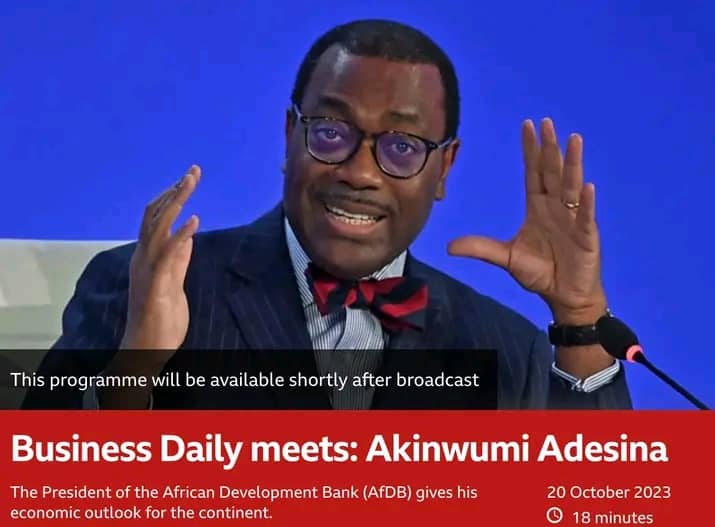 This programme will be available shortly after broadcast
Business Daily meets: Akinwumi Adesina
The President of the African Development Bank (AfDB) gives his
economic outlook for the continent.
20 October 2023
18 minutes